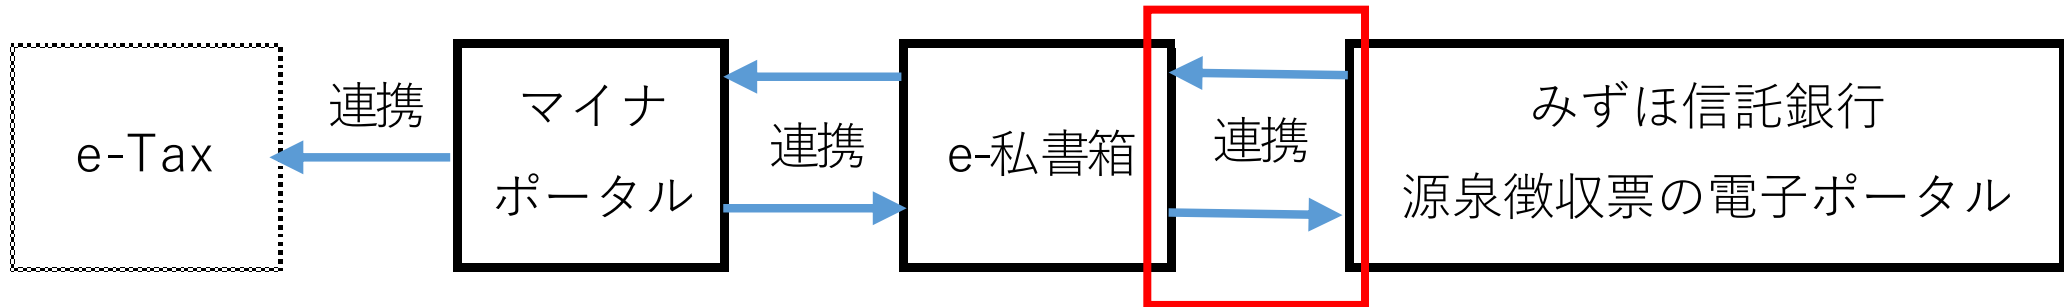 e-Tax
連携
マイナ
ポータル
連携
e-私書箱
連携
みずほ信託銀行
源泉徴収票の電子ポータル